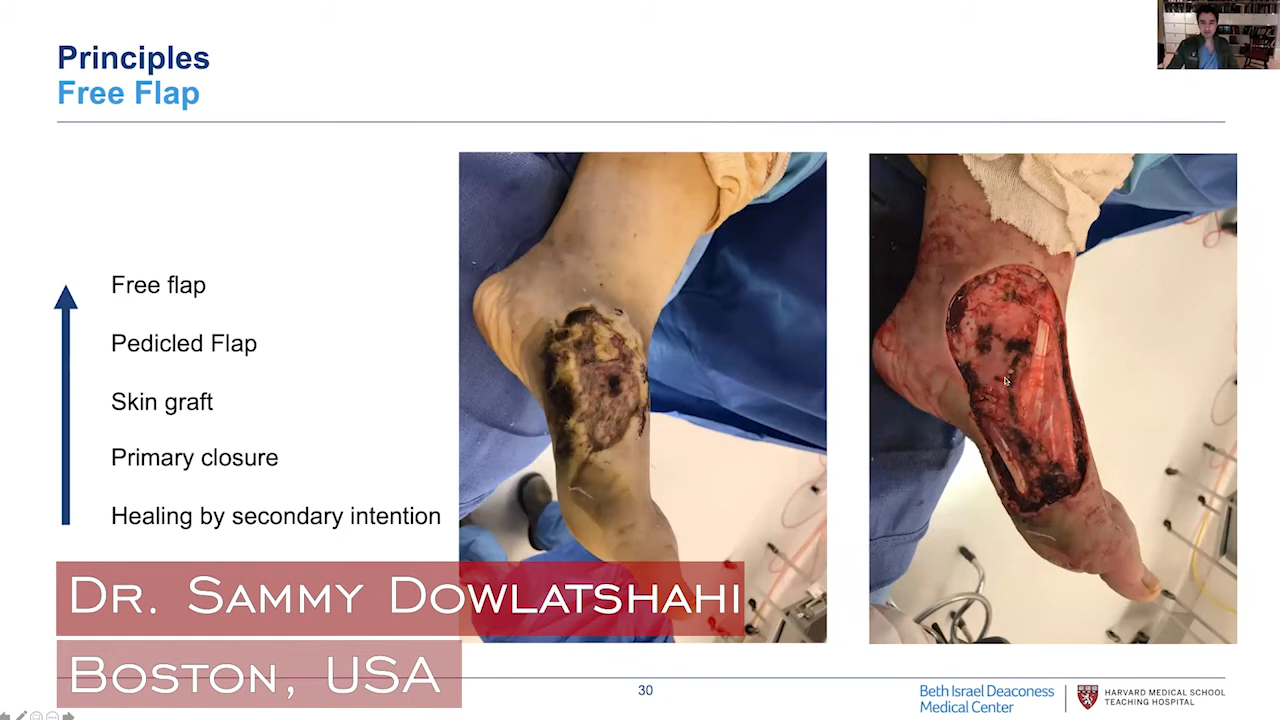 Principles
Free Flap
Free flap
Pedicled Flap
Skin graft
Primary closure
Healing by secondary intention
Dr. Sammy Dowlatshahi
Boston, USA
30
Beth Israel Deaconess
Medical Center
HARVARD MEDICAL SCHOOL
TEACHING HOSPITAL